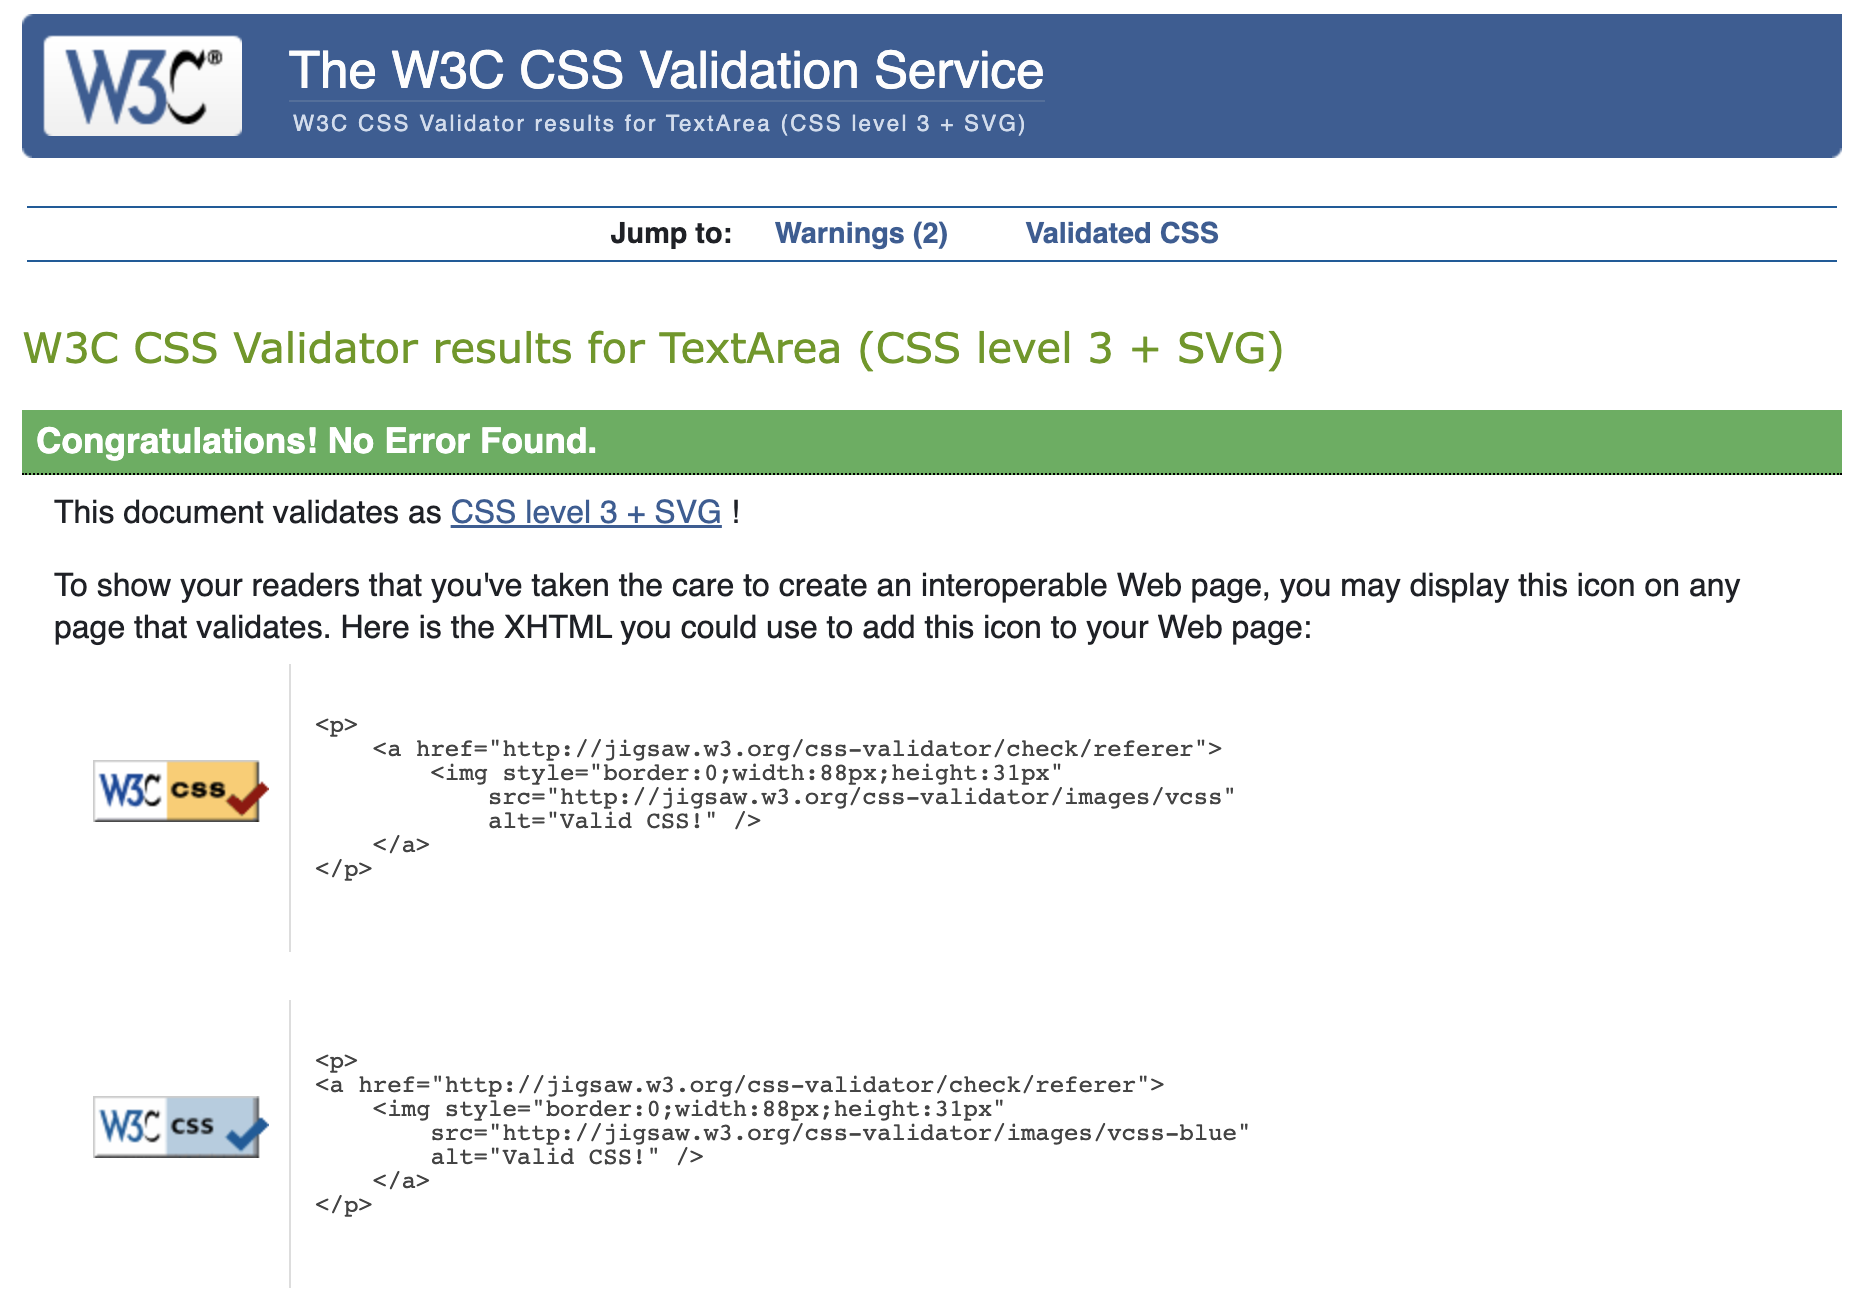 W3C®
The W3C CSS Validation Service
W3C CSS Validator results for TextArea (CSS level 3 + SVG)
Jump to: Warnings (2) Validated CSS
W3C CSS Validator results for TextArea (CSS level 3 + SVG)
Congratulations! No Error Found.
This document validates as CSS level 3 + SVG !
To show your readers that you've taken the care to create an interoperable Web page, you may display this icon on any
page that validates. Here is the XHTML you could use to add this icon to your Web page:
W3C css
<p>
    <a href="http://jigsaw.w3.org/css-validator/check/referer">
        <img style="border:0;width:88px;height:31px"
            src="http://jigsaw.w3.org/css-validator/images/vcss"
            alt="Valid CSS!" />
    </a>
</p>
W3C css
<p>
<a href="http://jigsaw.w3.org/css-validator/check/referer">
    <img style="border:0;width:88px;height:31px"
        src="http://jigsaw.w3.org/css-validator/images/vcss-blue"
        alt="Valid CSS!" />
    </a>
</p>